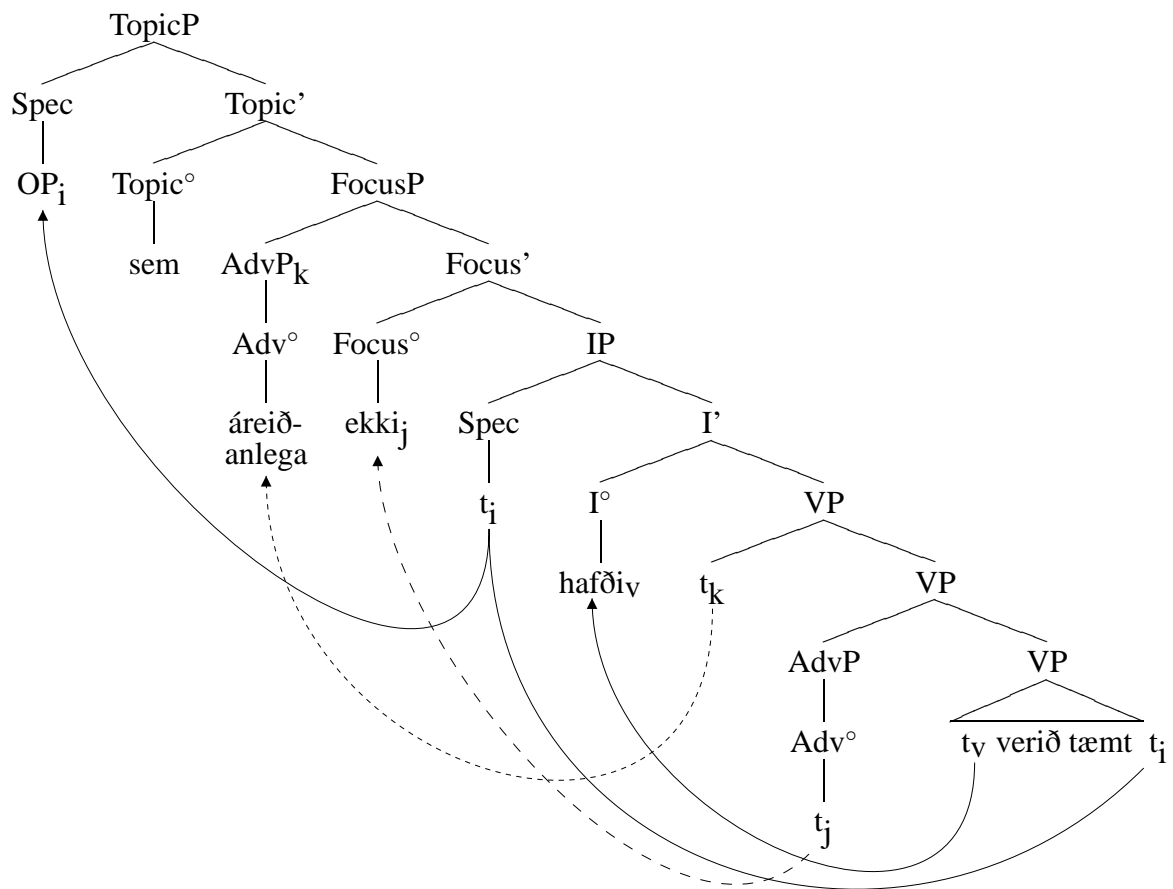 TopicP
Spec Topic’
OPi Topic° FocusP
sem AdvPk Focus’
Adv° Focus° IP
áreið- ekkij Spec I’
anlega
ti I° VP
hafðiv tk VP
AdvP VP
Adv° tv verið tæmt ti
tj